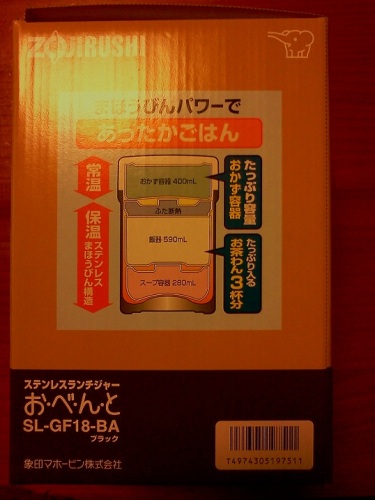 ZOJIRUSHI
まほうびんパワーで
あったかごはん
常温
保温
ステンレス
まほうびん構造
おかず容器 400mL
ふた断熱
飯器 590mL
スープ容器 280mL
たっぷり容量
おかず容器
たっぷり入る
お茶わん3杯分
ステンレスランチジャー
お・べ・ん・と
SL-GF18-BA
ブラック
象印マホービン株式会社
4974305197511